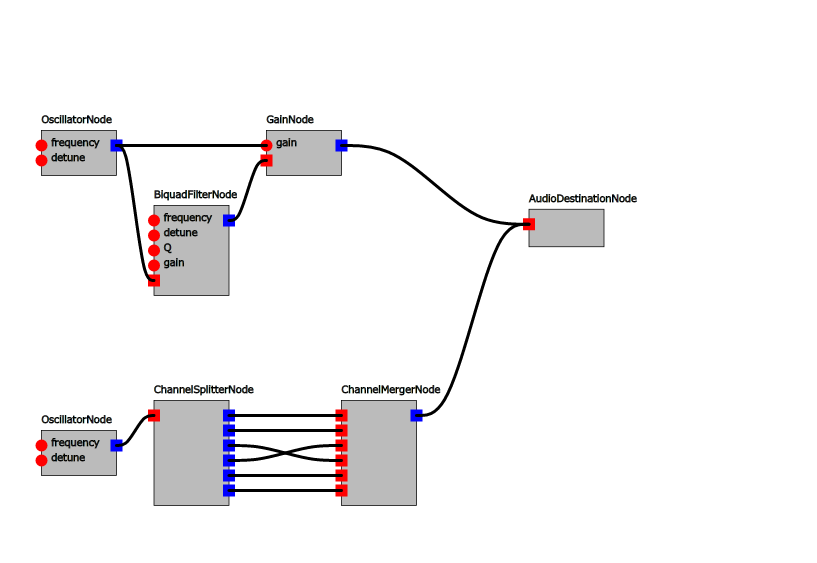 OscillatorNode
frequency
detune
GainNode
gain
BiquadFilterNode
frequency
detune
Q
gain
AudioDestinationNode
OscillatorNode
frequency
detune
ChannelSplitterNode
ChannelMergerNode